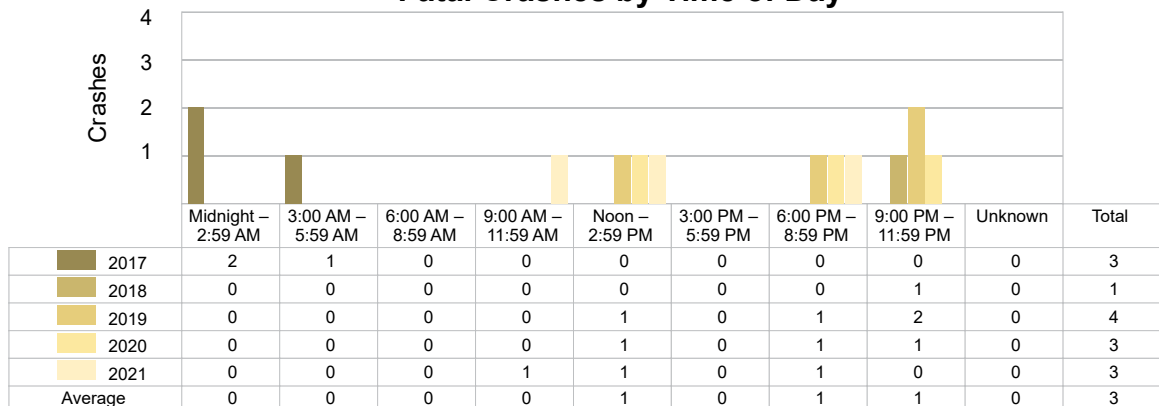 Fatal Crashes by Time of Day
4
3
2
1
Crashes
Midnight – 2:59 AM 3:00 AM – 5:59 AM 6:00 AM – 8:59 AM 9:00 AM – 11:59 AM Noon – 2:59 PM 3:00 PM – 5:59 PM 6:00 PM – 8:59 PM 9:00 PM – 11:59 PM Unknown Total
2017 2 1 0 0 0 0 0 0 0 3
2018 0 0 0 0 0 0 0 1 0 1
2019 0 0 0 0 1 0 1 2 0 4
2020 0 0 0 0 1 0 1 1 0 3
2021 0 0 0 1 1 0 1 0 0 3
Average 0 0 0 0 1 0 1 1 0 3